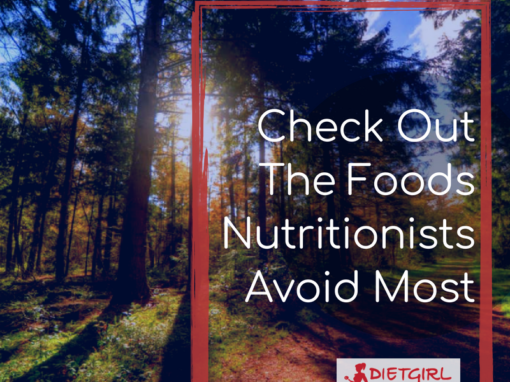 Check Out
The Foods
Nutritionists
Avoid Most
DIETGIRL